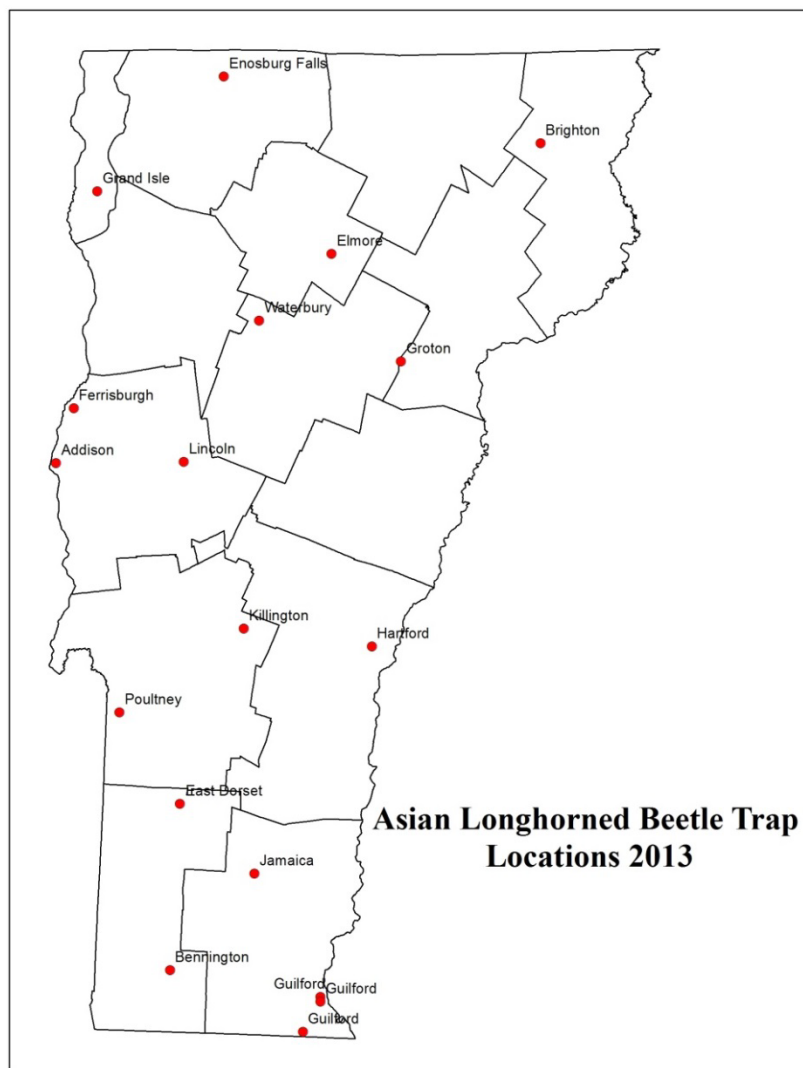 Enosburg Falls
Brighton
Grand Isle
Elmore
Waterbury
Groton
Ferrisburgh
Addison
Lincoln
Killington
Hartford
Poultney
East Dorset
Asian Longhorned Beetle Trap
Locations 2013
Jamaica
Bennington
Guilford
Guilford
Guilford